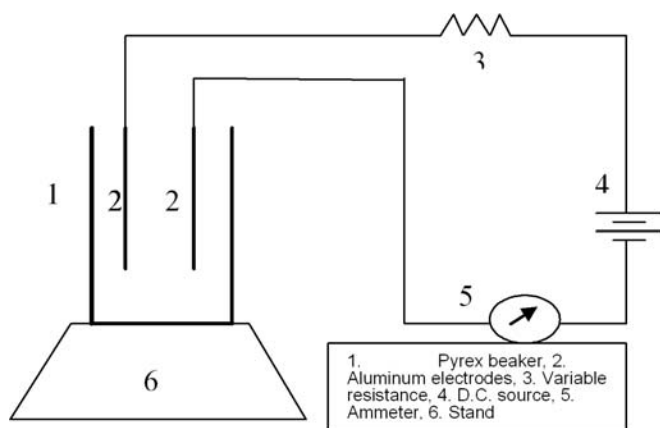 3
1
2
2
4
5
6
1. Pyrex beaker, 2.
Aluminum electrodes, 3. Variable
resistance, 4. D.C. source, 5.
Ammeter, 6. Stand